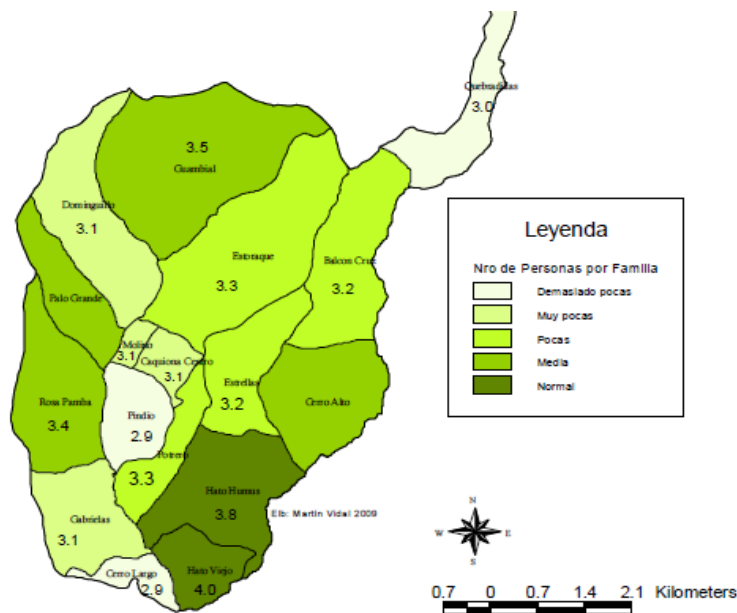 Quebradillas
3.0
3.5
Guambial
Dominguillo
3.1
Estoraque
3.3
Balcon Cruz
3.2
Palo Grande
Molino
3.1
Caquiona Centro
3.1
Rosa Pamba
3.4
Pindio
2.9
Estrellas
3.2
Crrro Alto
Potrero
3.3
Hato Humus
3.8
Elb: Martin Vidal 2009
Gabrielas
3.1
Crrro Largo
2.9
Hato Viejo
4.0
Leyenda
Nro de Personas por Familia
Demasiado pocas
Muy pocas
Pocas
Media
Normal
N
W E
S
0.7 0 0.7 1.4 2.1 Kilometers